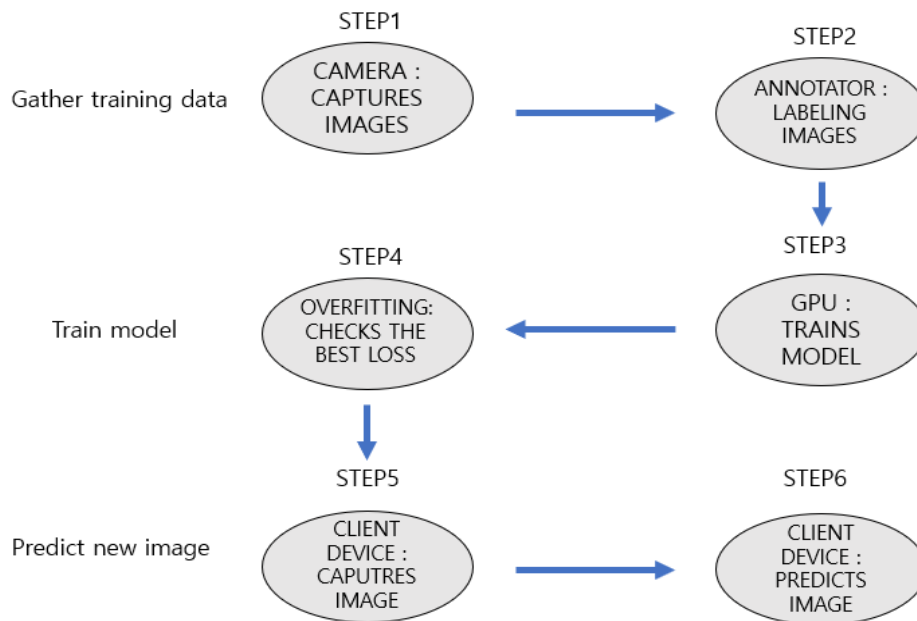 STEP1
STEP2
Gather training data
CAMERA :
CAPTURES
IMAGES
ANNOTATOR :
LABELING
IMAGES
STEP4
STEP3
Train model
OVERFITTING:
CHECKS THE
BEST LOSS
GPU :
TRAINS
MODEL
STEP5
STEP6
Predict new image
CLIENT
DEVICE :
CAPUTRES
IMAGE
CLIENT
DEVICE :
PREDICTS
IMAGE